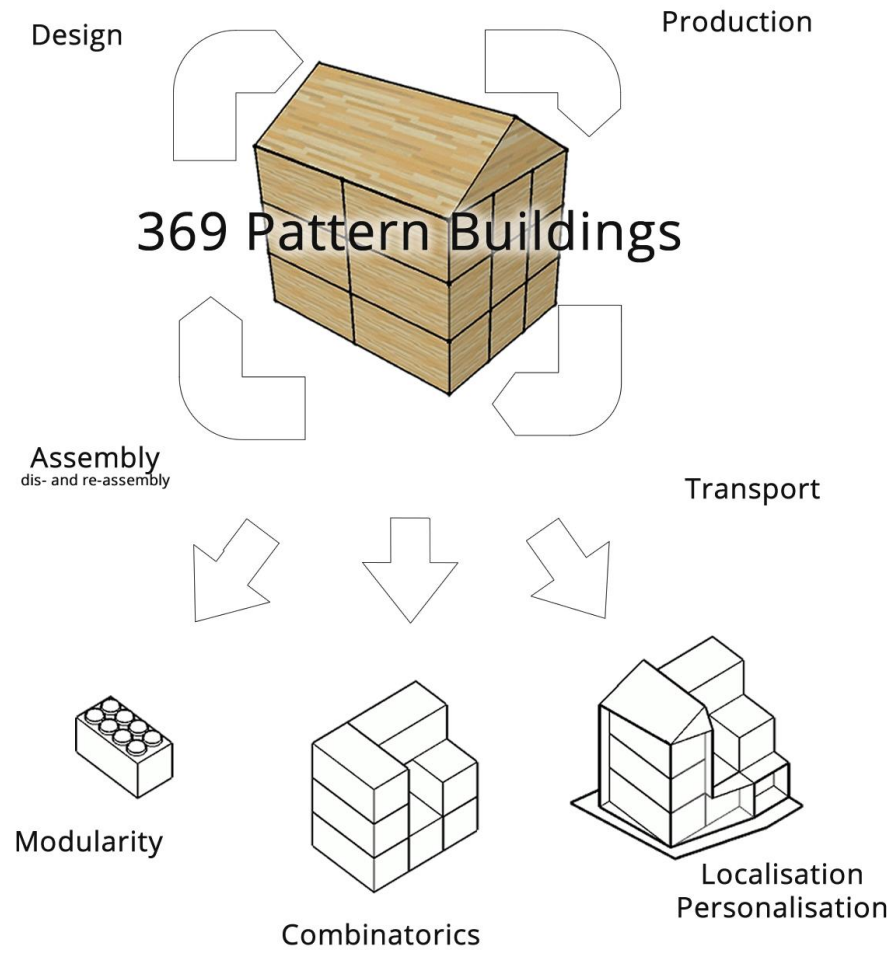 Design
Production
369 Pattern Buildings
Assembly
dis- and re-assembly
Transport
Modularity
Combinatorics
Localisation
Personalisation